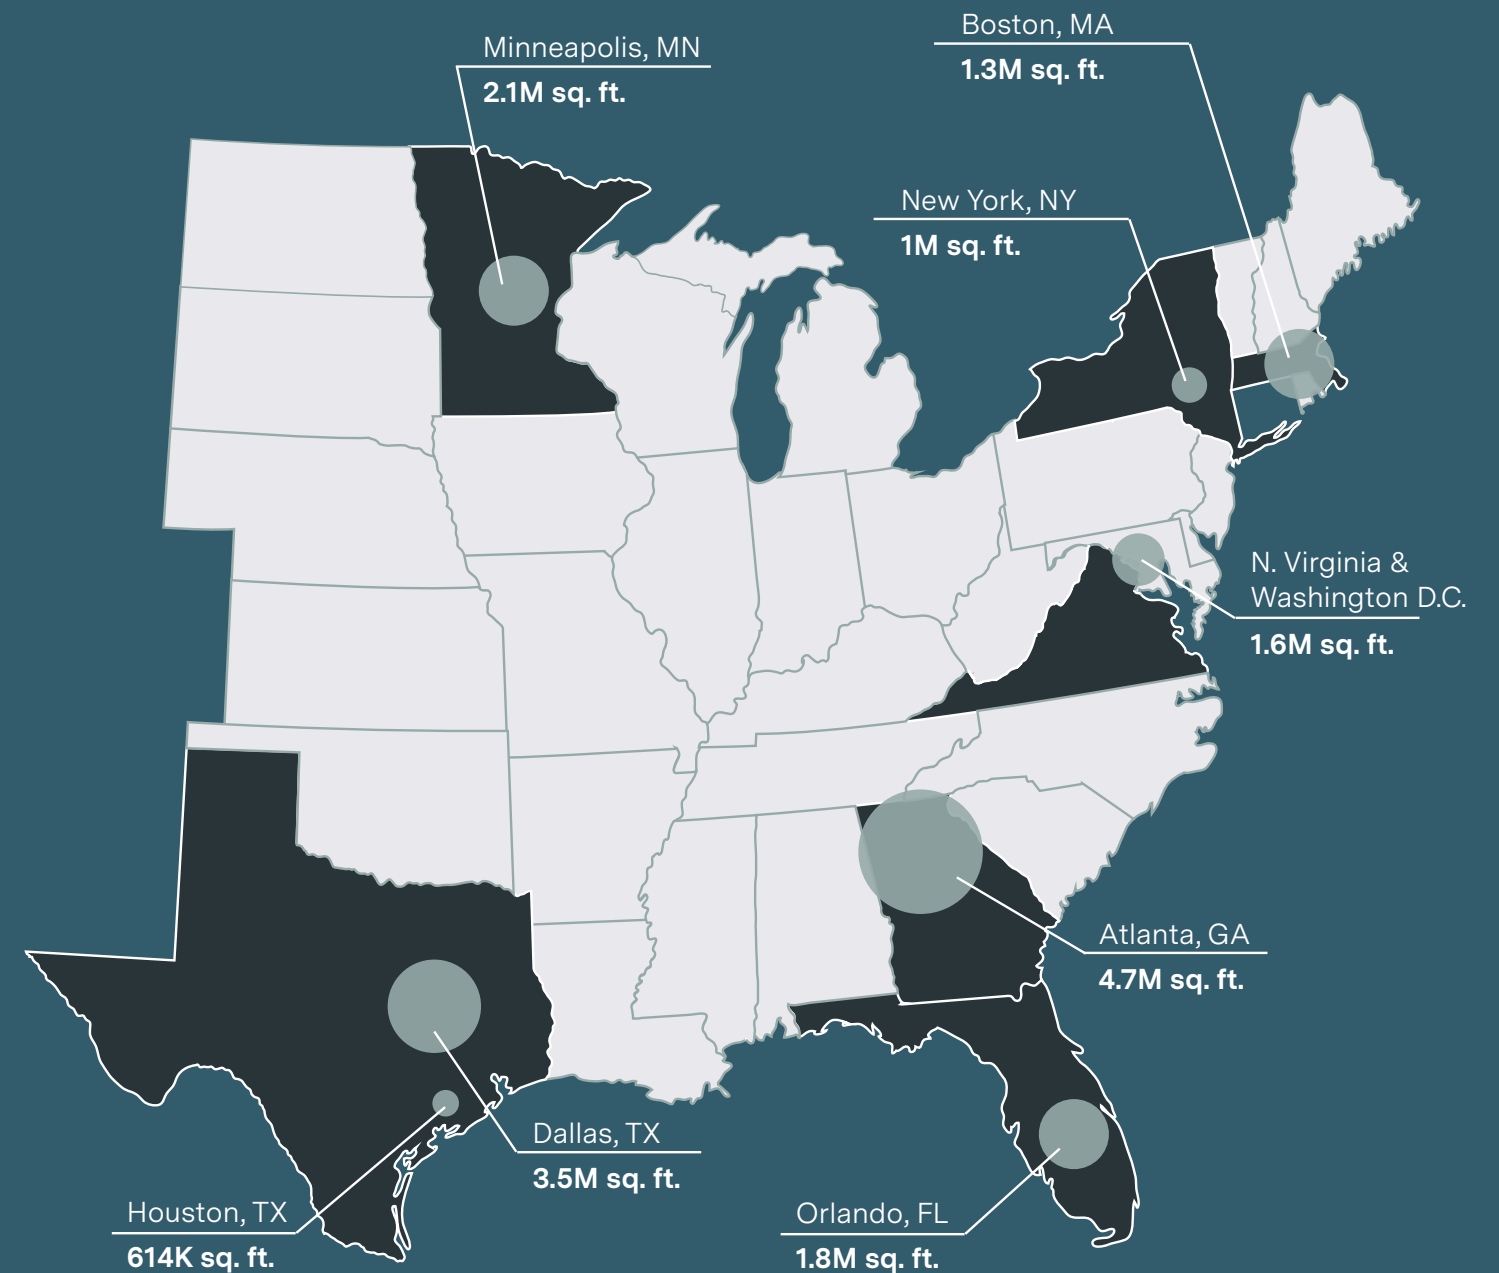 Boston, MA
1.3M sq. ft.
Minneapolis, MN
2.1M sq. ft.
New York, NY
1M sq. ft.
N. Virginia &
Washington D.C.
1.6M sq. ft.
Atlanta, GA
4.7M sq. ft.
Dallas, TX
3.5M sq. ft.
Houston, TX
614K sq. ft.
Orlando, FL
1.8M sq. ft.